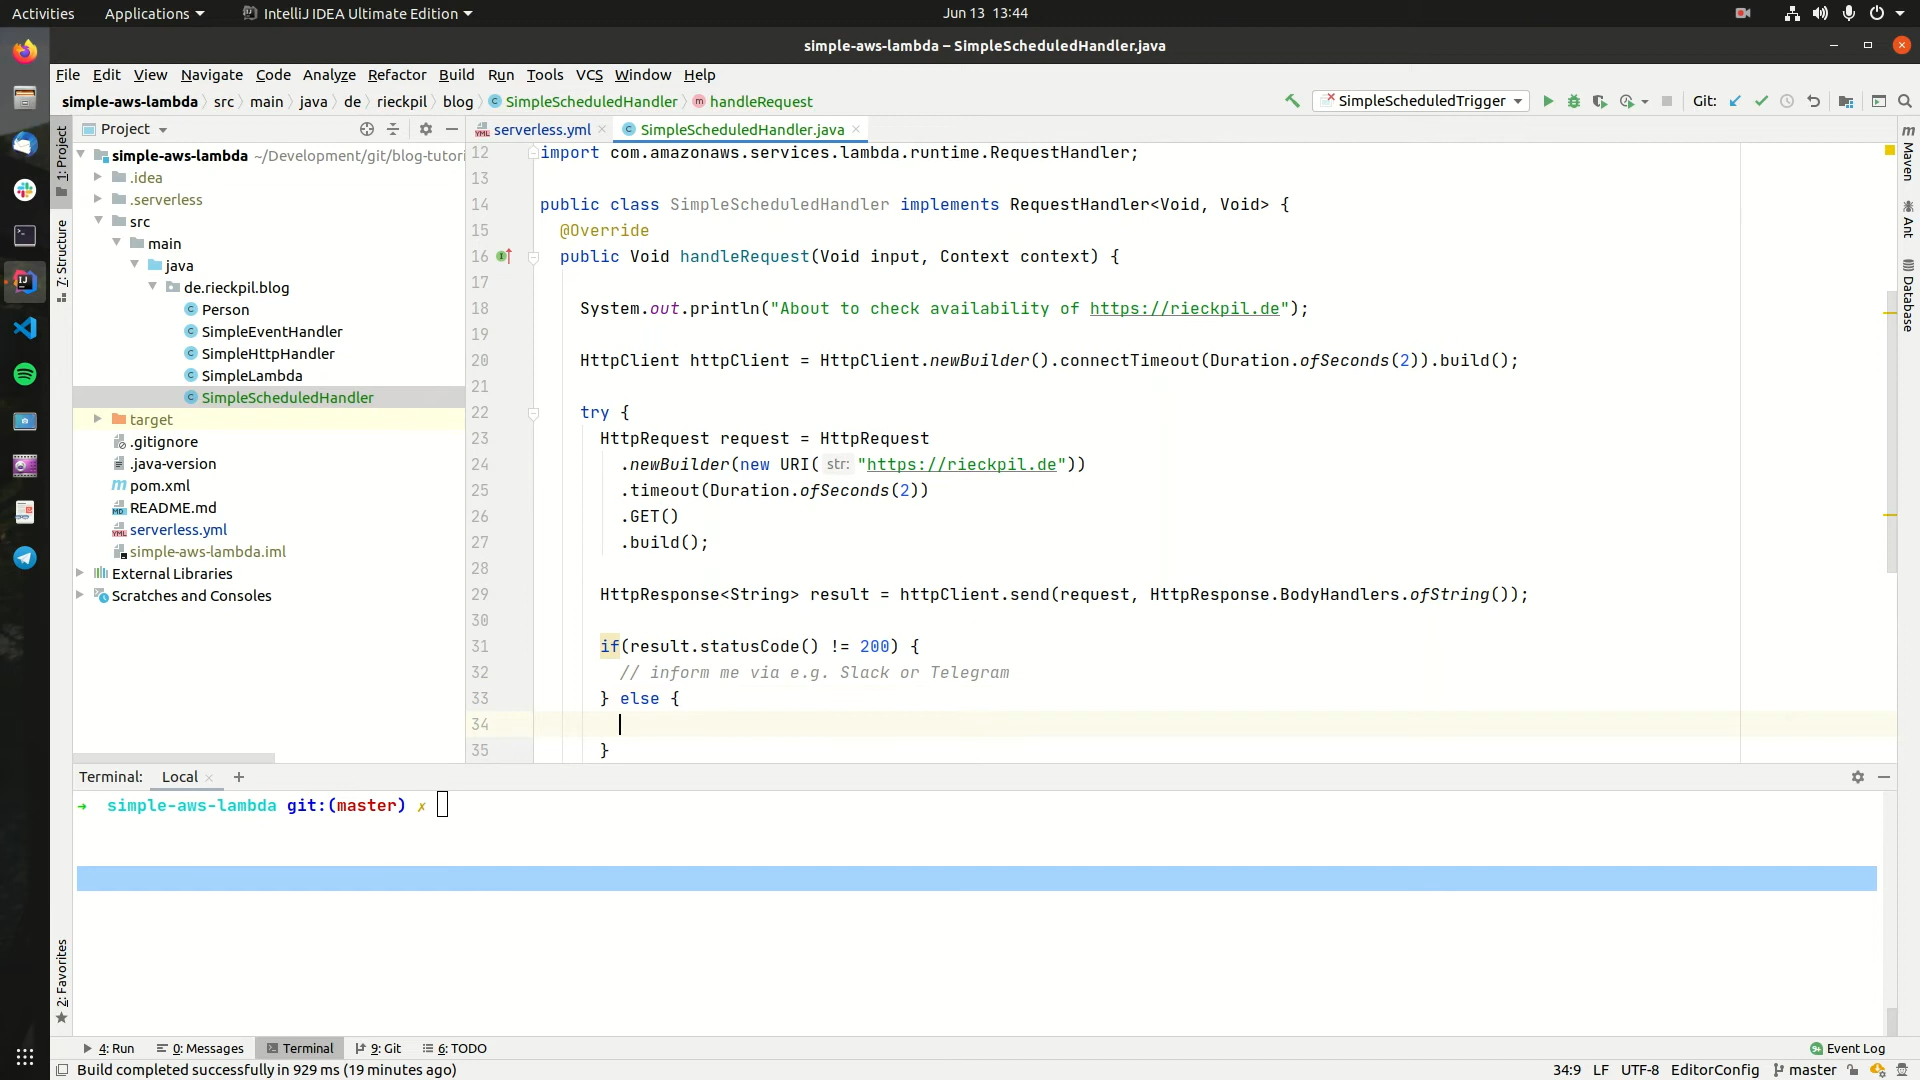 Activities Applications IntelliJ IDEA Ultimate Edition Jun 13 13:44
simple-aws-lambda – SimpleScheduledHandler.java
File Edit View Navigate Code Analyze Refactor Build Run Tools VCS Window Help
simple-aws-lambda src main java de rieckpil blog SimpleScheduledHandler handleRequest SimpleScheduledTrigger Git:
Project serverless.yml SimpleScheduledHandler.java
simple-aws-lambda ~/Development/git/blog-tutori
.idea
.serverless
src
main
java
de.rieckpil.blog
Person
SimpleEventHandler
SimpleHttpHandler
SimpleLambda
SimpleScheduledHandler
target
.gitignore
.java-version
pom.xml
README.md
serverless.yml
simple-aws-lambda.iml
External Libraries
Scratches and Consoles
1: Project
7: Structure
2: Favorites
12 import com.amazonaws.services.lambda.runtime.RequestHandler;
13
14 public class SimpleScheduledHandler implements RequestHandler<Void, Void> {
15 @Override
16 public Void handleRequest(Void input, Context context) {
17
18 System.out.println("About to check availability of https://rieckpil.de");
19
20 HttpClient httpClient = HttpClient.newBuilder().connectTimeout(Duration.ofSeconds(2)).build();
21
22 try {
23 HttpRequest request = HttpRequest
24 .newBuilder(new URI( str: "https://rieckpil.de"))
25 .timeout(Duration.ofSeconds(2))
26 .GET()
27 .build();
28
29 HttpResponse<String> result = httpClient.send(request, HttpResponse.BodyHandlers.ofString());
30
31 if(result.statusCode() != 200) {
32 // inform me via e.g. Slack or Telegram
33 } else {
34
35 }
Maven
Ant
Database
Terminal: Local +
➜ simple-aws-lambda git:(master) ✗
4: Run 0: Messages Terminal 9: Git 6: TODO Event Log
Build completed successfully in 929 ms (19 minutes ago) 34:9 LF UTF-8 EditorConfig master